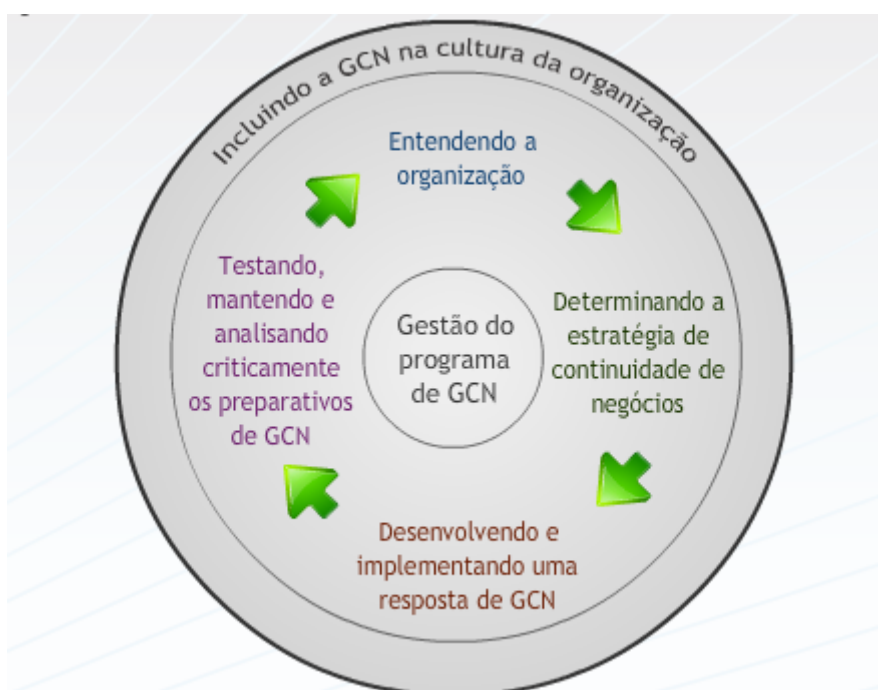 Incluindo a GCN na cultura da organização
Entendendo a
organização
Determinando a
estratégia de
continuidade de
negócios
Desenvolvendo e
implementando uma
resposta de GCN
Testando,
mantendo e
analisando
criticamente
os preparativos
de GCN
Gestão do
programa
de GCN